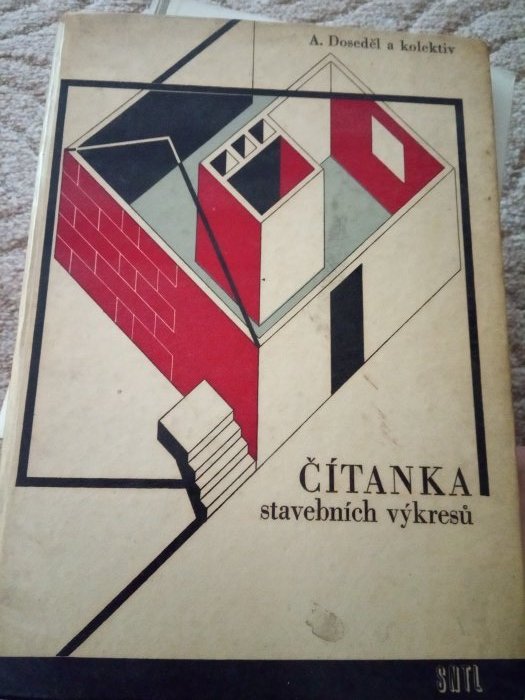 A. Doseděl a kolektiv
ČÍTANKA
stavebních výkresů
SNTL